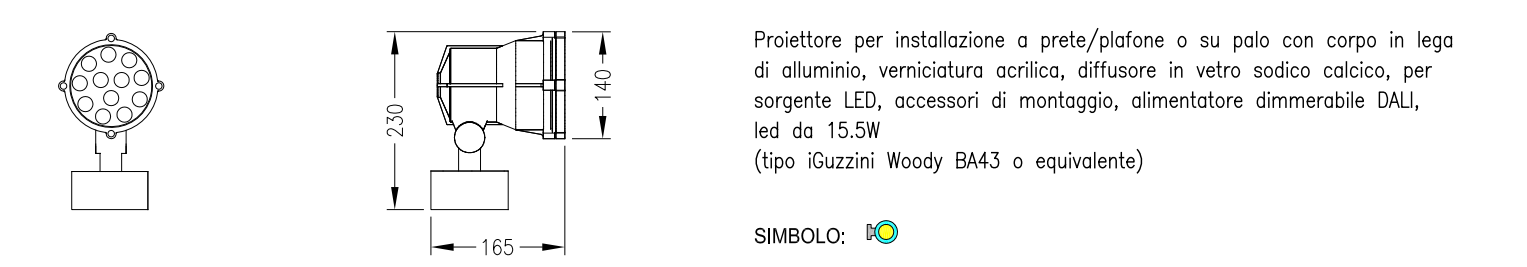 230
140
165
Proiettore per installazione a prete/plafone o su palo con corpo in lega
di alluminio, verniciatura acrilica, diffusore in vetro sodico calcico, per
sorgente LED, accessori di montaggio, alimentatore dimmerabile DALI,
led da 15.5W
(tipo iGuzzini Woody BA43 o equivalente)
SIMBOLO: